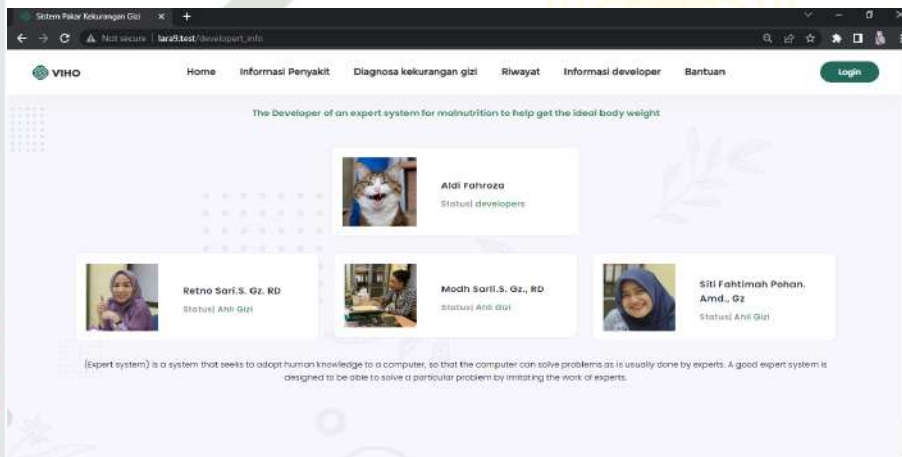 Sistem Pakar Kekurangan Gizi
Not secure | lara9.test/developert_info
VIHO
Home Informasi Penyakit Diagnosa kekurangan gizi Riwayat Informasi developer Bantuan Login
The Developer of an expert system for malnutrition to help get the ideal body weight
Aldi Fahroza
Status| developers
Retno Sari.S. Gz. RD
Status| Ahli Gizi
Modh Sarli.S. Gz., RD
Status| Ahli Gizi
Siti Fahtimah Pohan.
Amd., Gz
Status| Ahli Gizi
(Expert system) is a system that seeks to adopt human knowledge to a computer, so that the computer can solve problems as is usually done by experts. A good expert system is
designed to be able to solve a particular problem by imitating the work of experts.